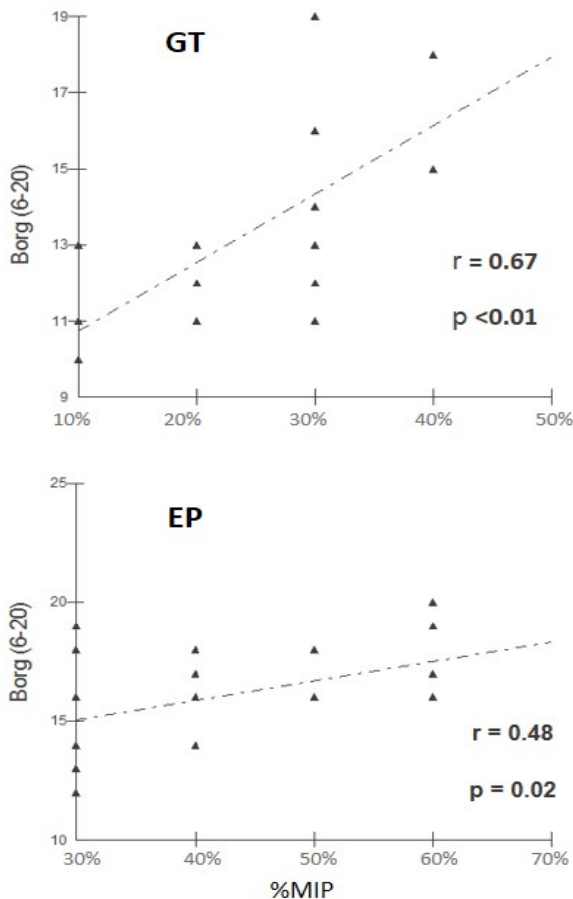 19
GT
17
15
Borg (6-20)
13
r = 0.67
11
p <0.01
9
10% 20% 30% 40% 50%
25
EP
20
Borg (6-20)
15
r = 0.48
p = 0.02
10
30% 40% 50% 60% 70%
%MIP